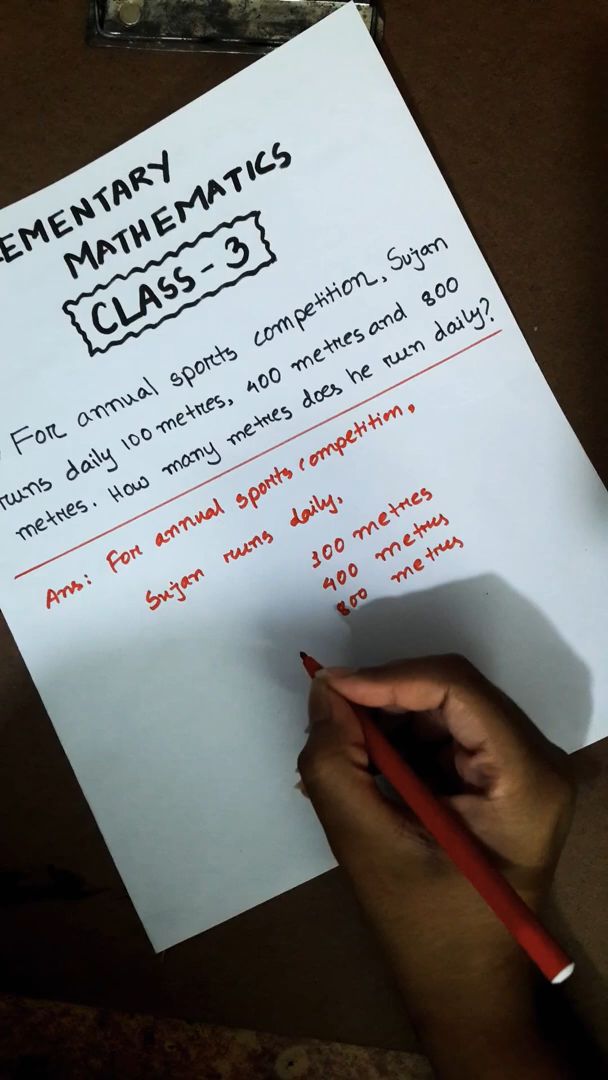 EMENTARY
MATHEMATICS
CLASS-3
For annual sports competition, Sujan
runs daily 100 metres, 400 metres and 800
metres. How many metres does he run daily?
Ans: For annual sports competition.
Sujan runs daily.
100 metres
400 metres
800 metres